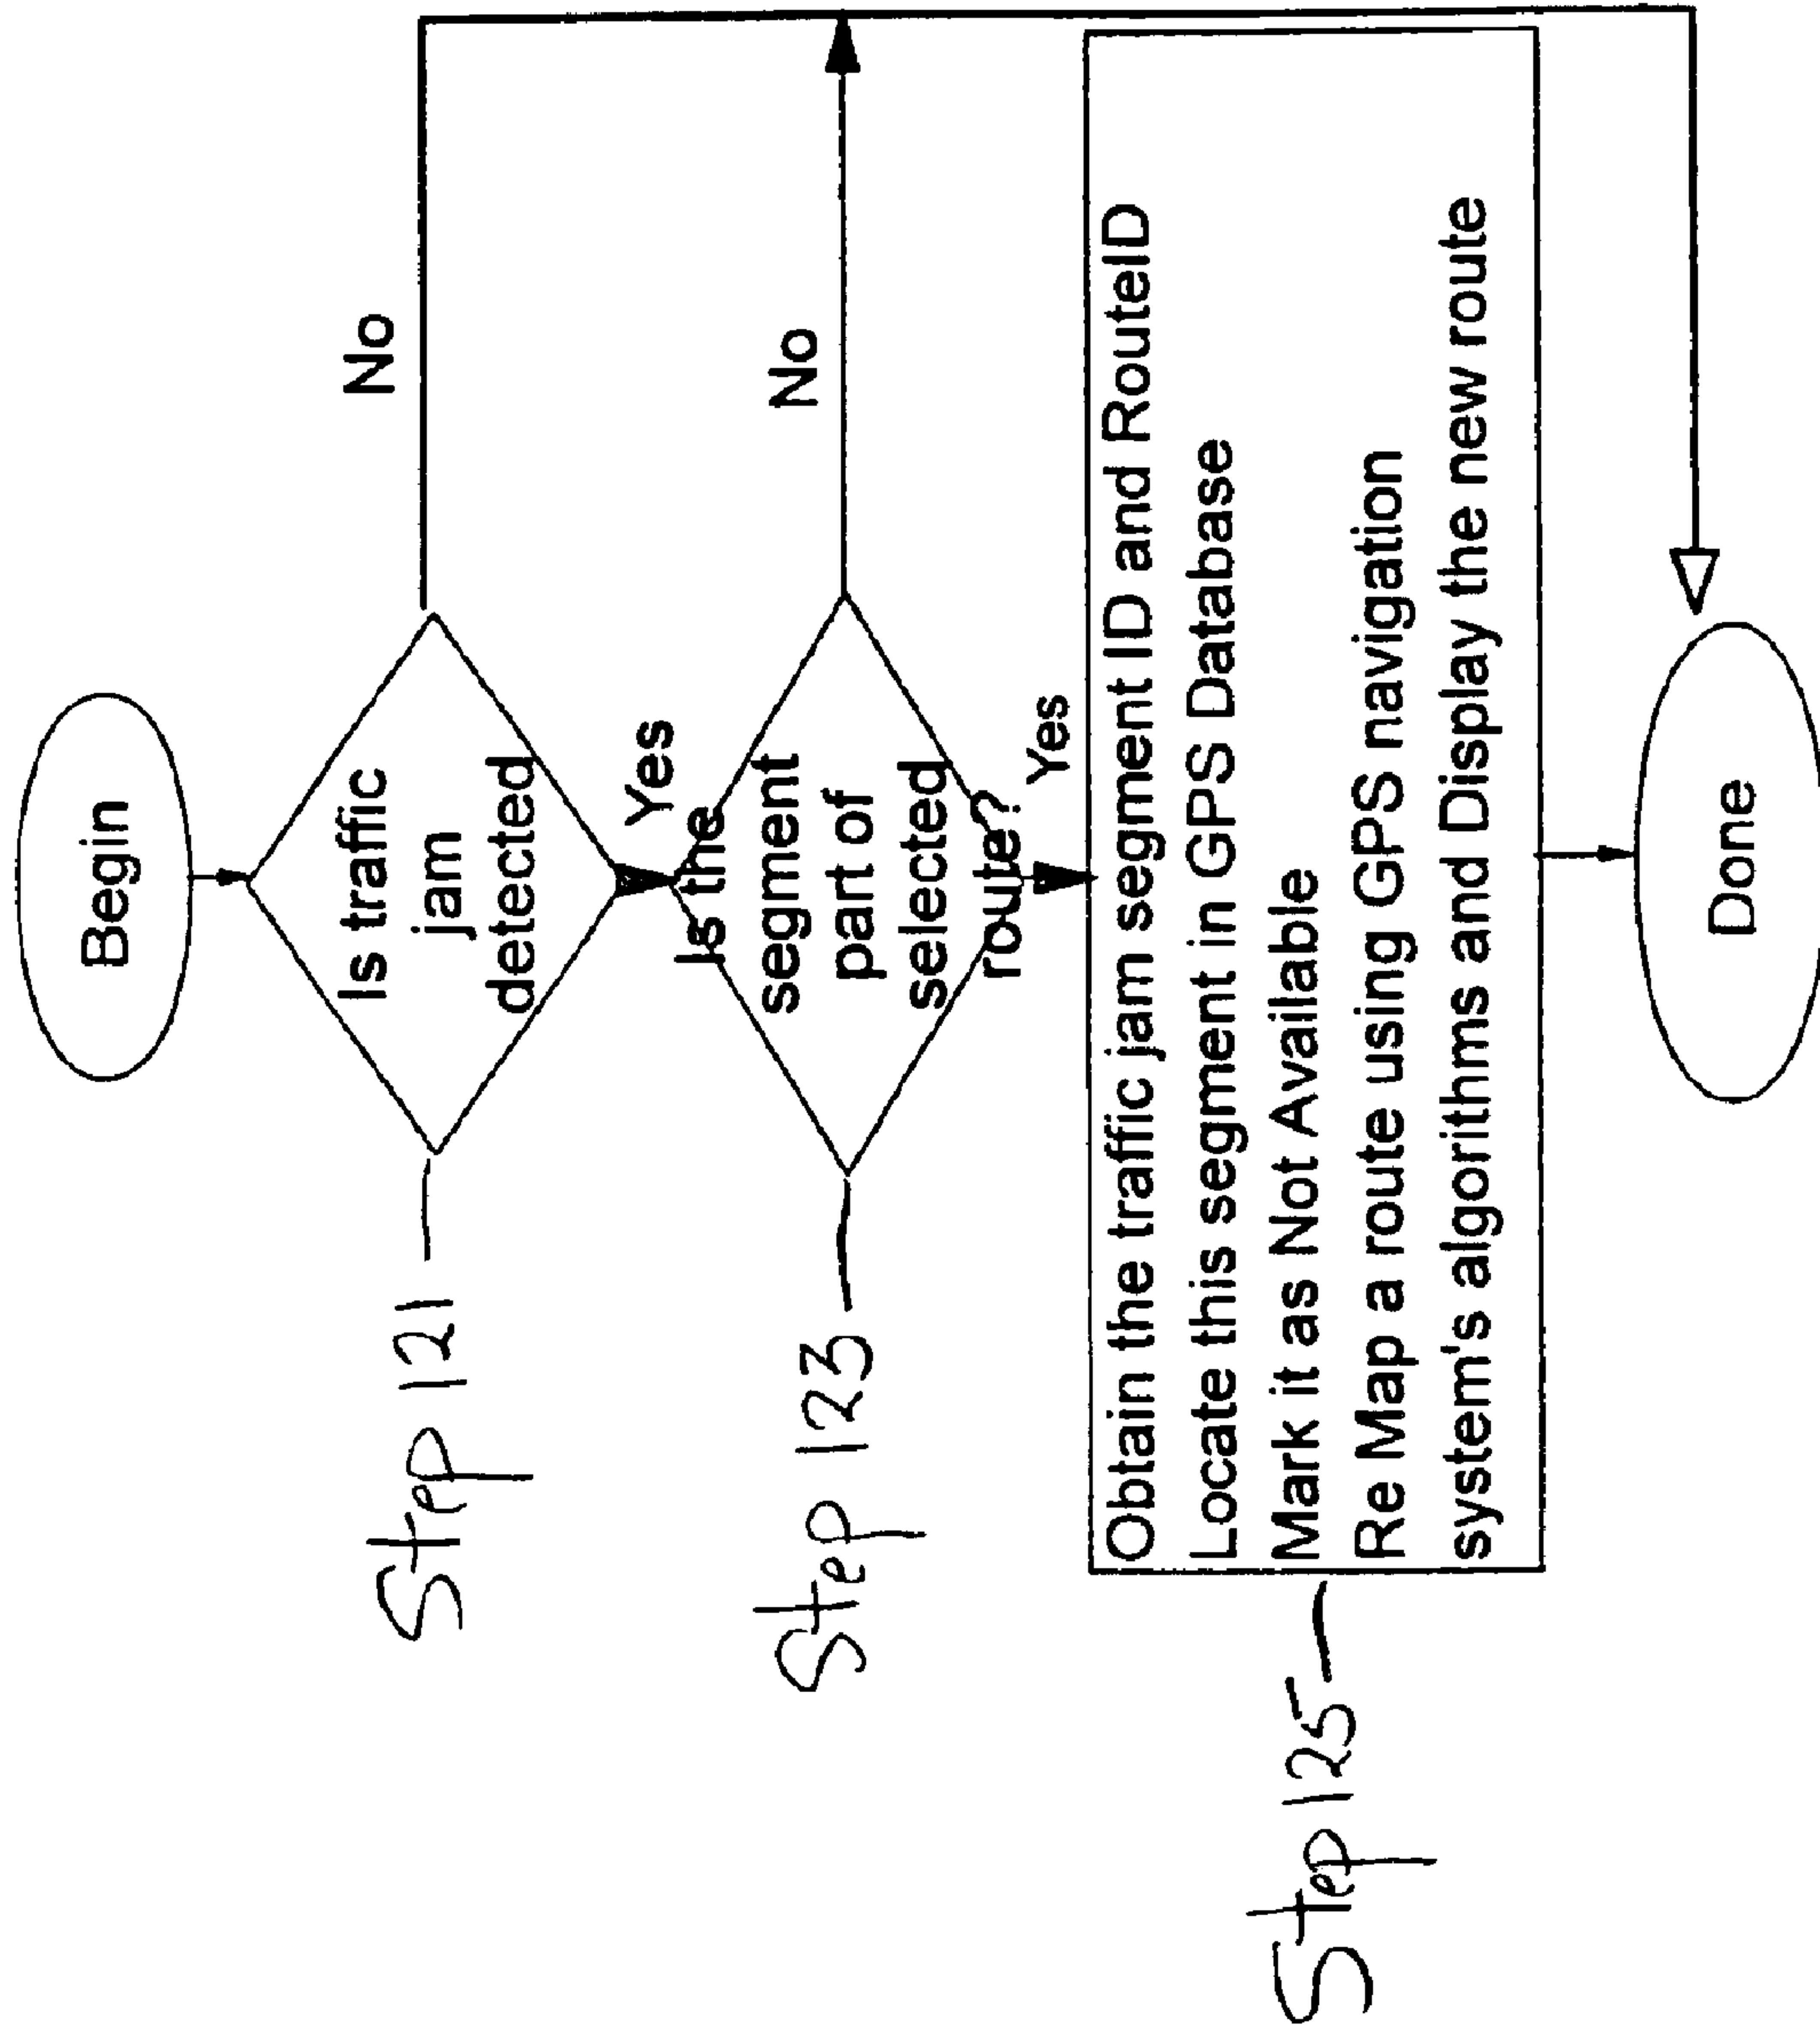 Begin
Is traffic
jam
detected
No
Step 121
Yes
Is the
segment
part of
selected
route?
No
Step 123
Yes
Obtain the traffic jam segment ID and RouteID
Locate this segment in GPS Database
Mark it as Not Available
Re Map a route using GPS navigation
system's algorithms and Display the new route
Step 125
Done